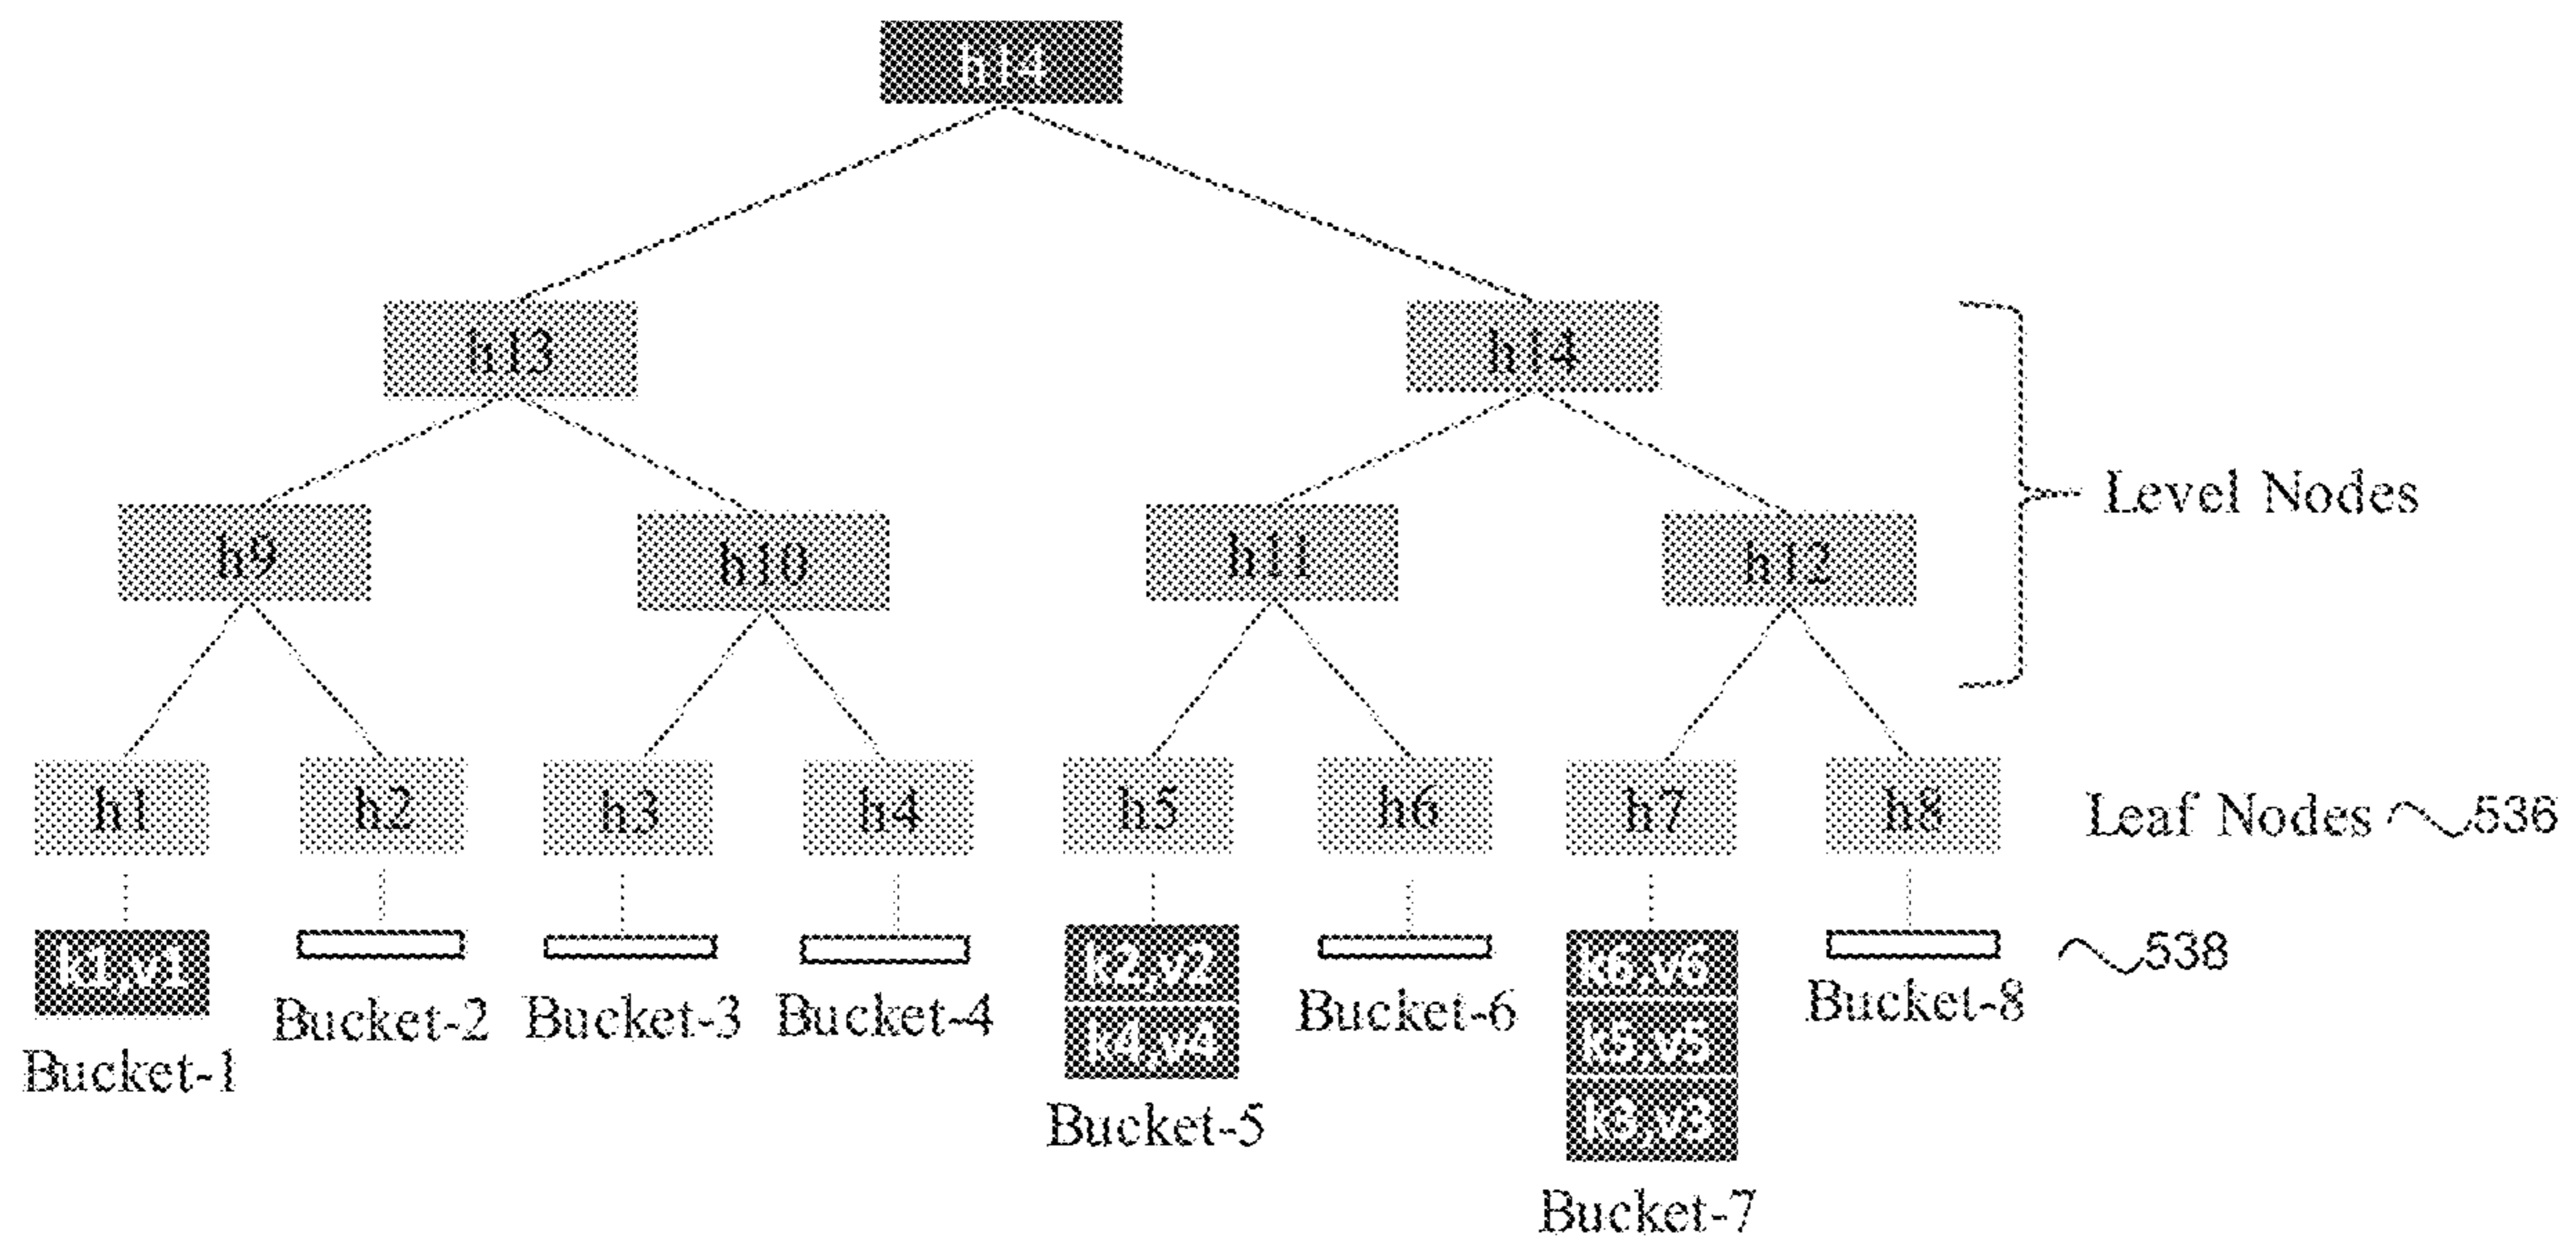 h14
h13
h14
Level Nodes
h9
h10
h11
h12
h1
h2
h3
h4
h5
h6
h7
h8
Leaf Nodes 536
k1,v1
k2,v2
k4,v4
k6,v6
k5,v5
k3,v3
538
Bucket-1
Bucket-2
Bucket-3
Bucket-4
Bucket-5
Bucket-6
Bucket-7
Bucket-8